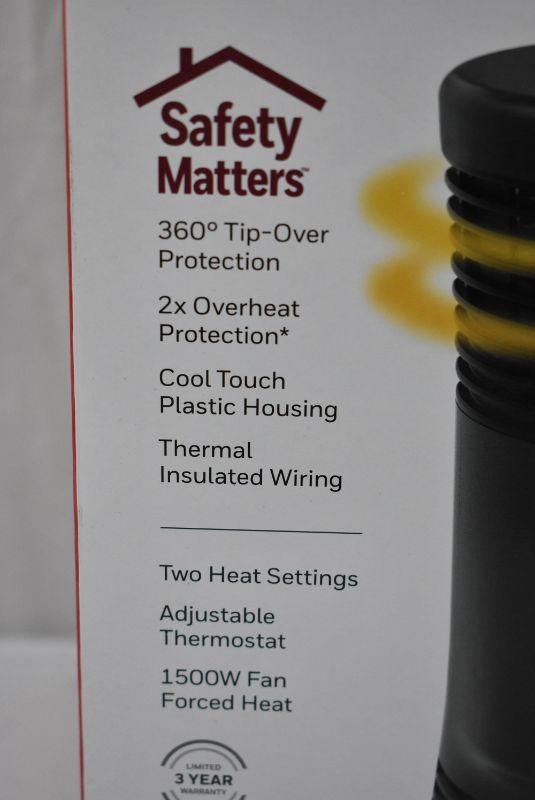 Safety
Matters™
360° Tip-Over
Protection
2x Overheat
Protection*
Cool Touch
Plastic Housing
Thermal
Insulated Wiring
Two Heat Settings
Adjustable
Thermostat
1500W Fan
Forced Heat
LIMITED
3 YEAR
WARRANTY